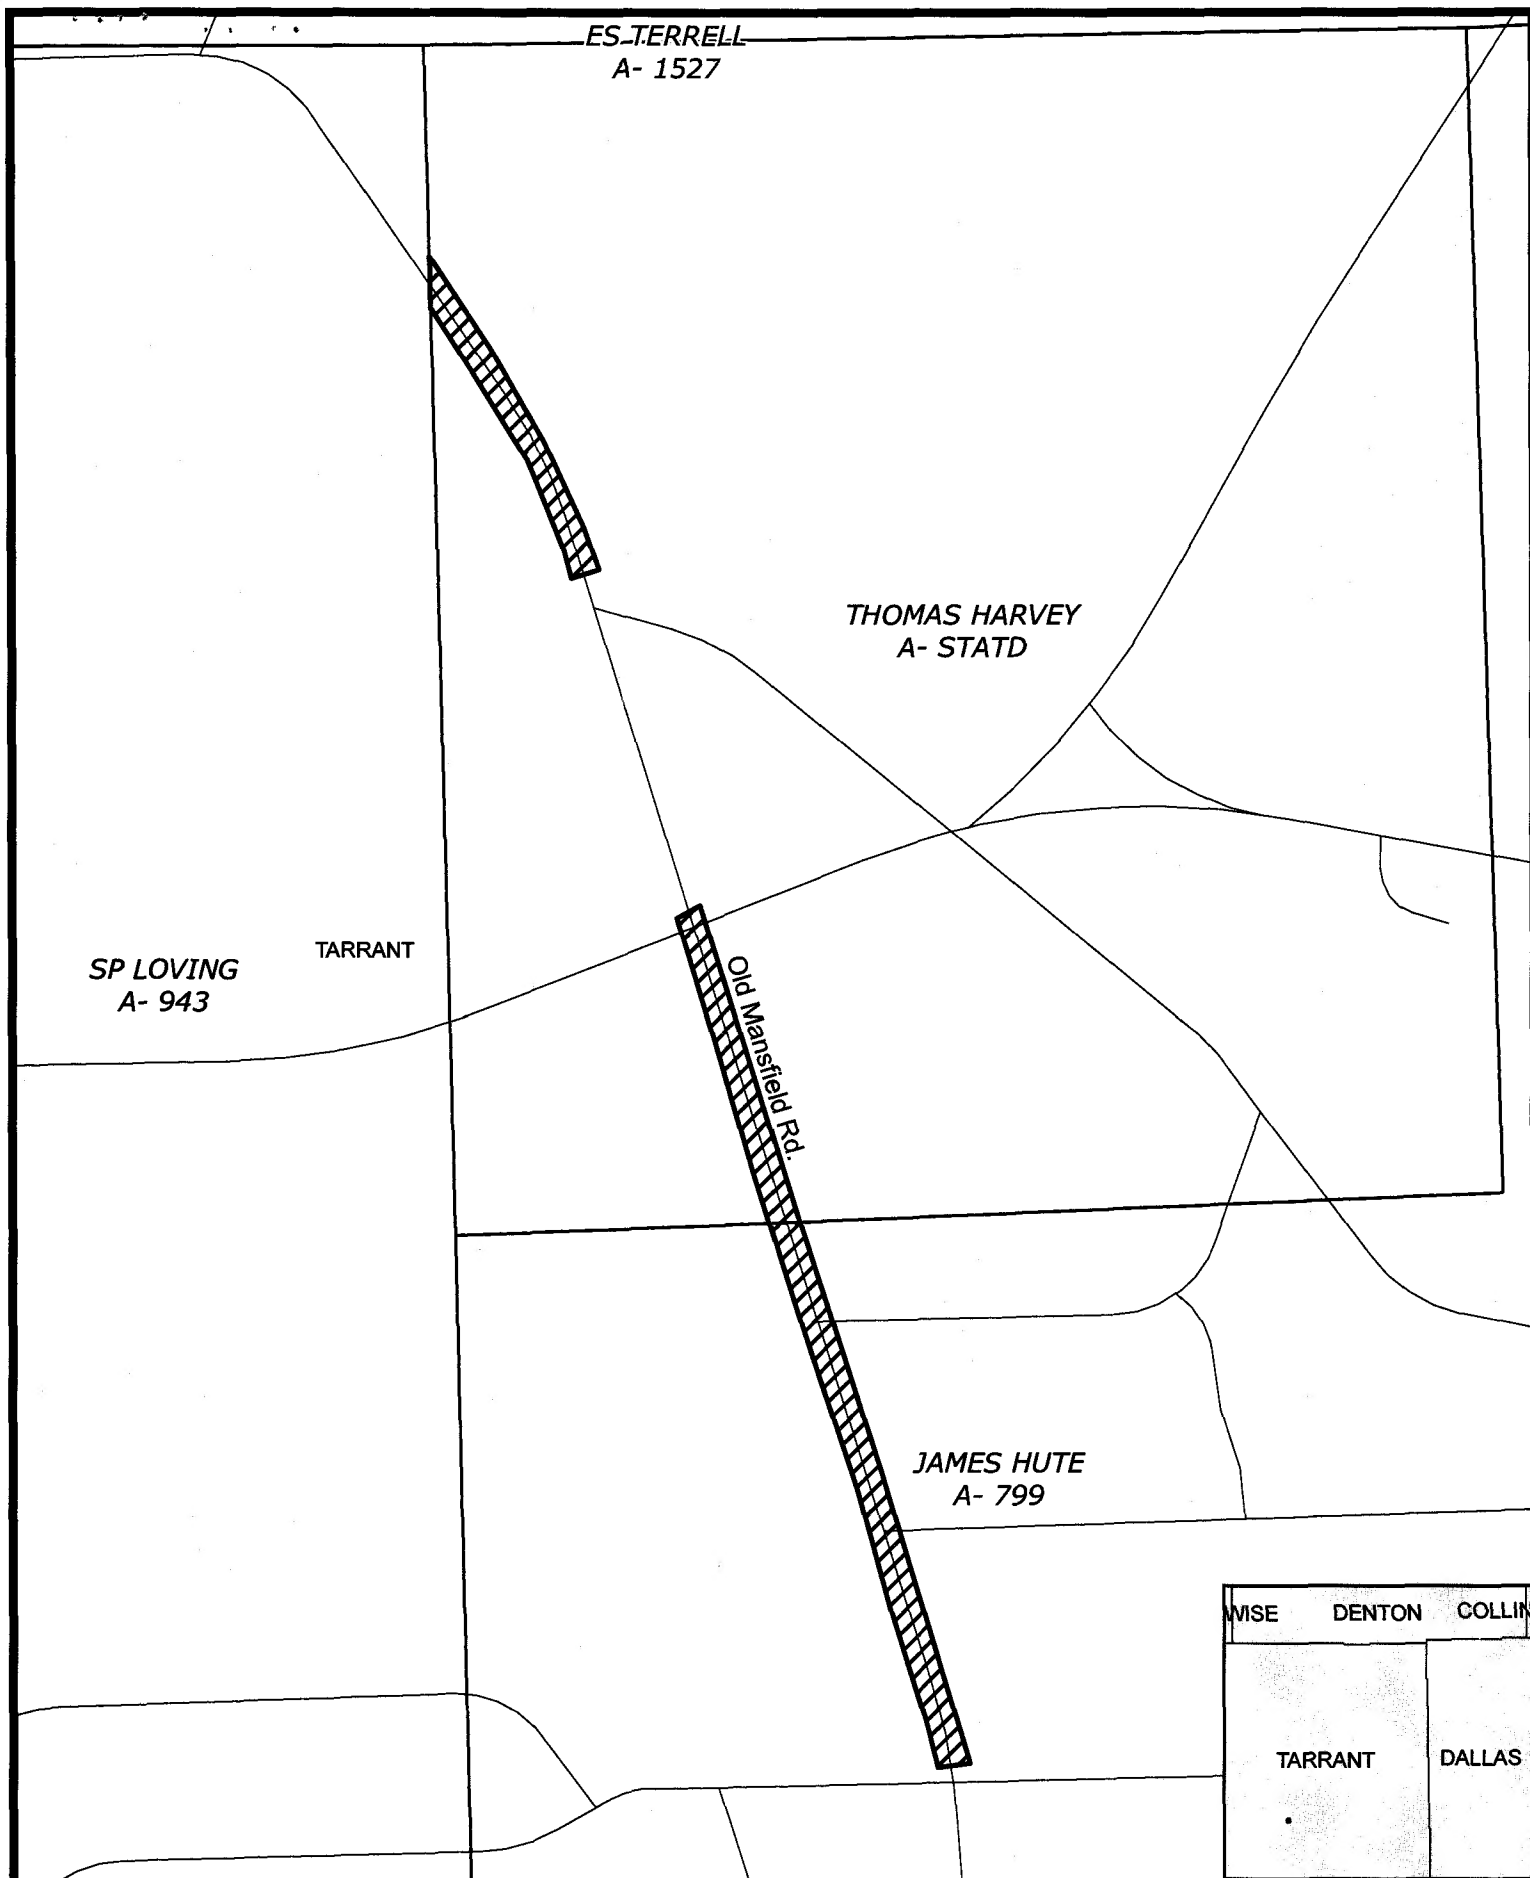 ES TERRELL
A- 1527
THOMAS HARVEY
A- STATD
SP LOVING
A- 943
TARRANT
Old Mansfield Rd.
JAMES HUTE
A- 799
WISE DENTON COLLIN
TARRANT DALLAS